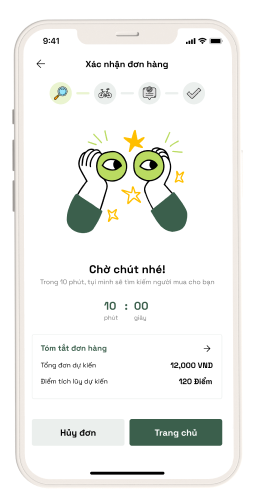 9:41
Xác nhận đơn hàng
Chờ chút nhé!
Trong 10 phút, tụi mình sẽ tìm kiếm người mua cho bạn
10 : 00
phút giây
Tóm tắt đơn hàng
Tổng đơn dự kiến 12,000 VND
Điểm tích lũy dự kiến 120 Điểm
Hủy đơn Trang chủ